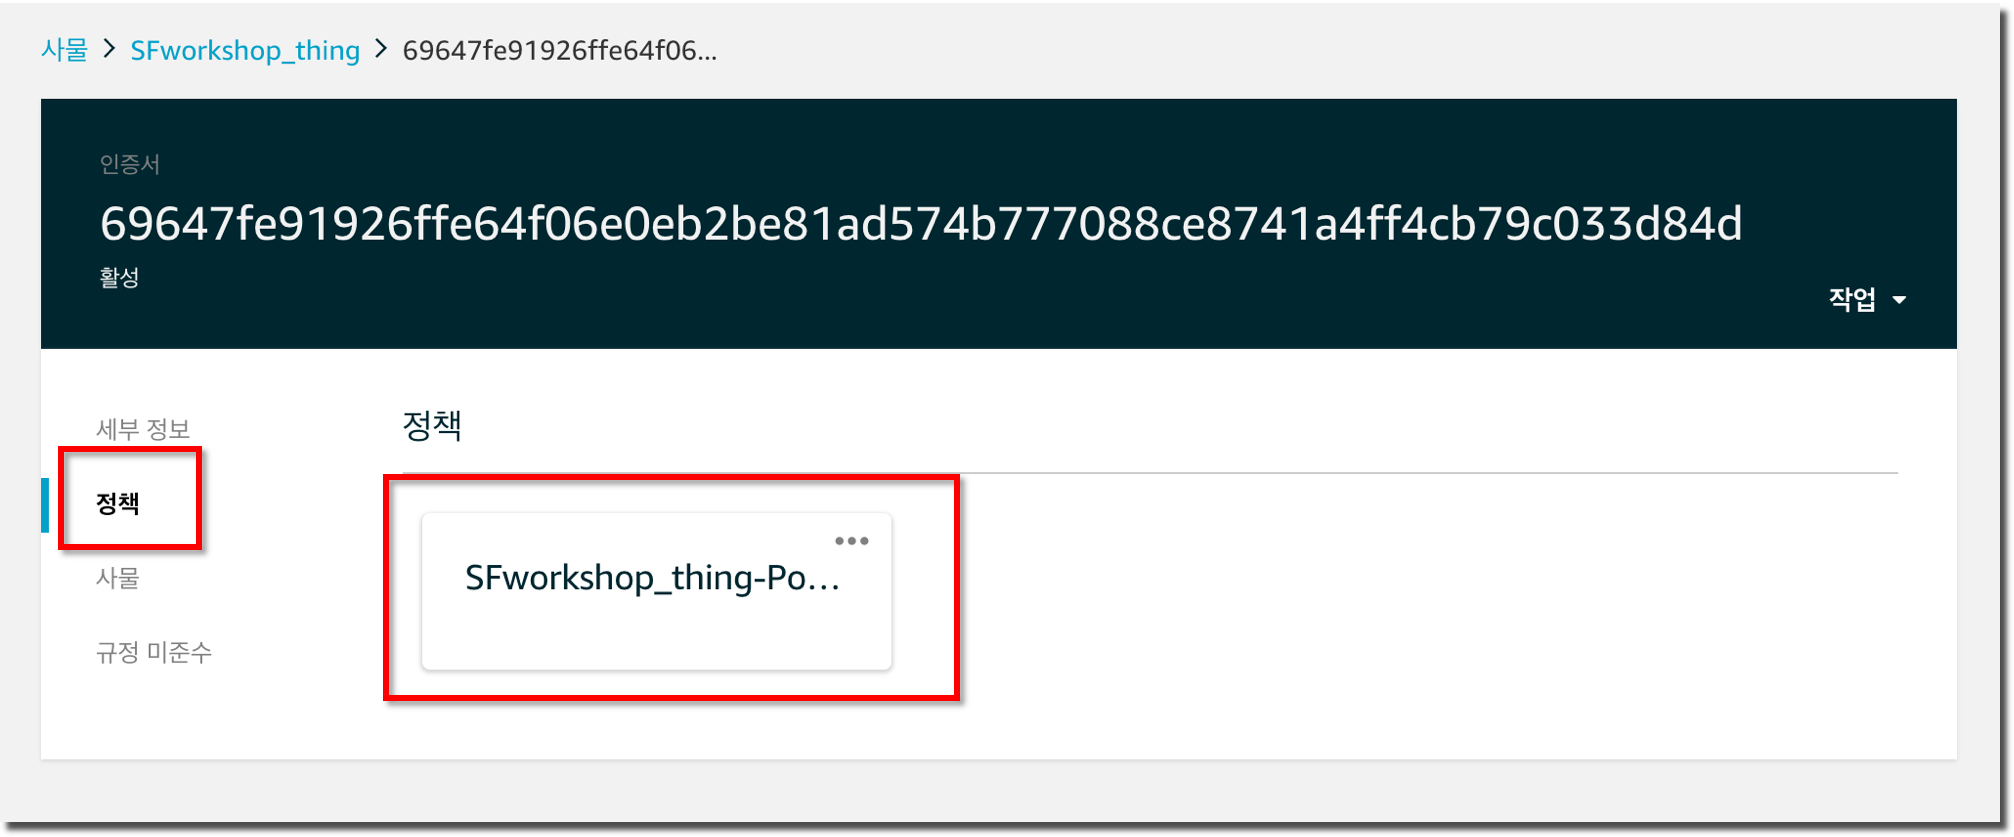 사물 > SFworkshop_thing > 69647fe91926ffe64f06...
인증서
69647fe91926ffe64f06e0eb2be81ad574b777088ce8741a4ff4cb79c033d84d
활성
작업
세부 정보
정책
사물
규정 미준수
정책
SFworkshop_thing-Po...